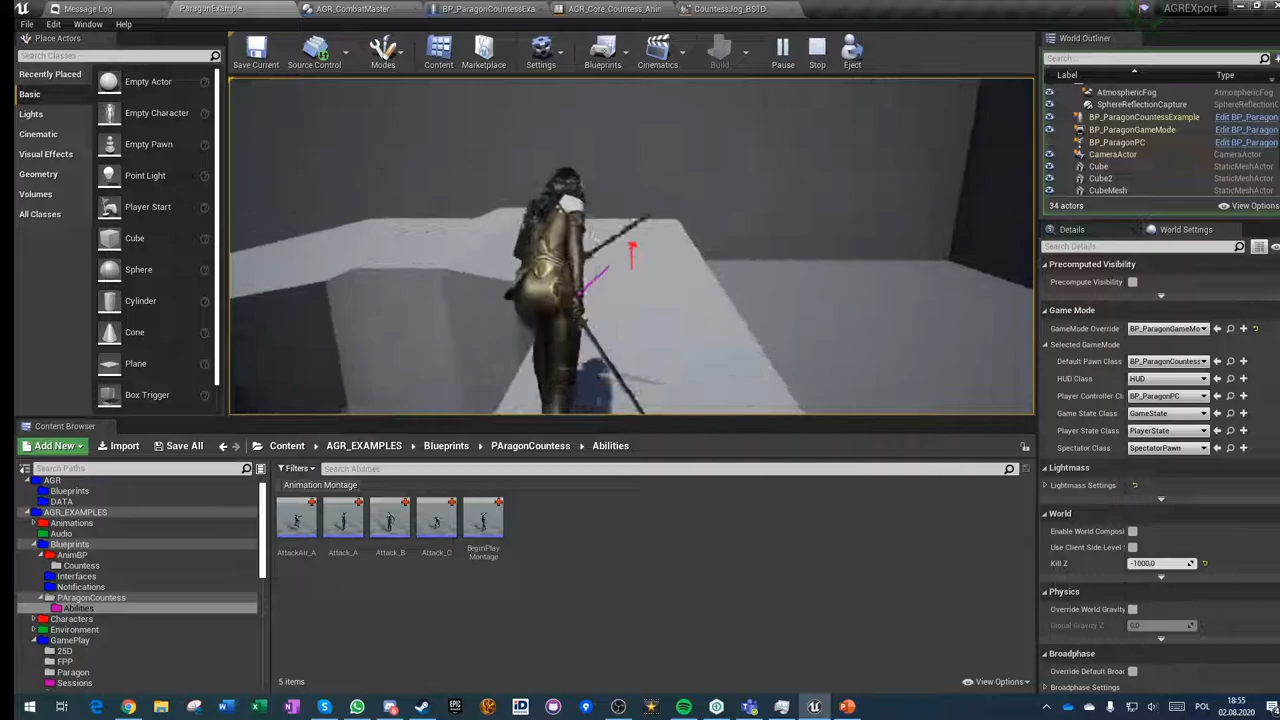 Message Log
ParagonExample
AGR_CombatMaster
BP_ParagonCountessExa
AGR_Core_Countess_Anin
CountessJog_BS1D
AGREXport
File
Edit
Window
Help
Place Actors
Search Classes
Recently Placed
Basic
Lights
Cinematic
Visual Effects
Geometry
Volumes
All Classes
Empty Actor
Empty Character
Empty Pawn
Point Light
Player Start
Cube
Sphere
Cylinder
Cone
Plane
Box Trigger
Save Current
Source Control
Modes
Content
Marketplace
Settings
Blueprints
Cinematics
Build
Pause
Stop
Eject
World Outliner
Search...
Label
Type
AtmosphericFog
AtmosphericFog
SphereReflectionCapture
SphereReflectionC
BP_ParagonCountessExample
Edit BP_Paragon
BP_ParagonGameMode
Edit BP_Paragon
BP_ParagonPC
Edit BP_Paragon
CameraActor
CameraActor
Cube
StaticMeshActor
Cube2
StaticMeshActor
CubeMesh
StaticMeshActor
34 actors
View Options
Details
World Settings
Search Details
Precomputed Visibility
Precompute Visibility
Game Mode
GameMode Override
BP_ParagonGameMo
Selected GameMode
Default Pawn Class
BP_ParagonCountess
HUD Class
HUD
Player Controller Cl
BP_ParagonPC
Game State Class
GameState
Player State Class
PlayerState
Spectator Class
SpectatorPawn
Lightmass
Lightmass Settings
World
Enable World Composi
Use Client Side Level
Kill Z
-1000,0
Physics
Override World Gravity
Global Gravity Z
0,0
Broadphase
Override Default Broa
Broadphase Settings
Content Browser
Add New
Import
Save All
Content
AGR_EXAMPLES
Blueprints
PAragonCountess
Abilities
Search Paths
Filters
Search Abilities
Animation Montage
AGR
Blueprints
DATA
AGR_EXAMPLES
Animations
Audio
Blueprints
AnimBP
Countess
Interfaces
Notifications
PAragonCountess
Abilities
Characters
Environment
GamePlay
25D
FPP
Paragon
Sessions
AttackAir_A
Attack_A
Attack_B
Attack_C
BeginPlay
Montage
5 items
View Options
POL
18:55
02.08.2020